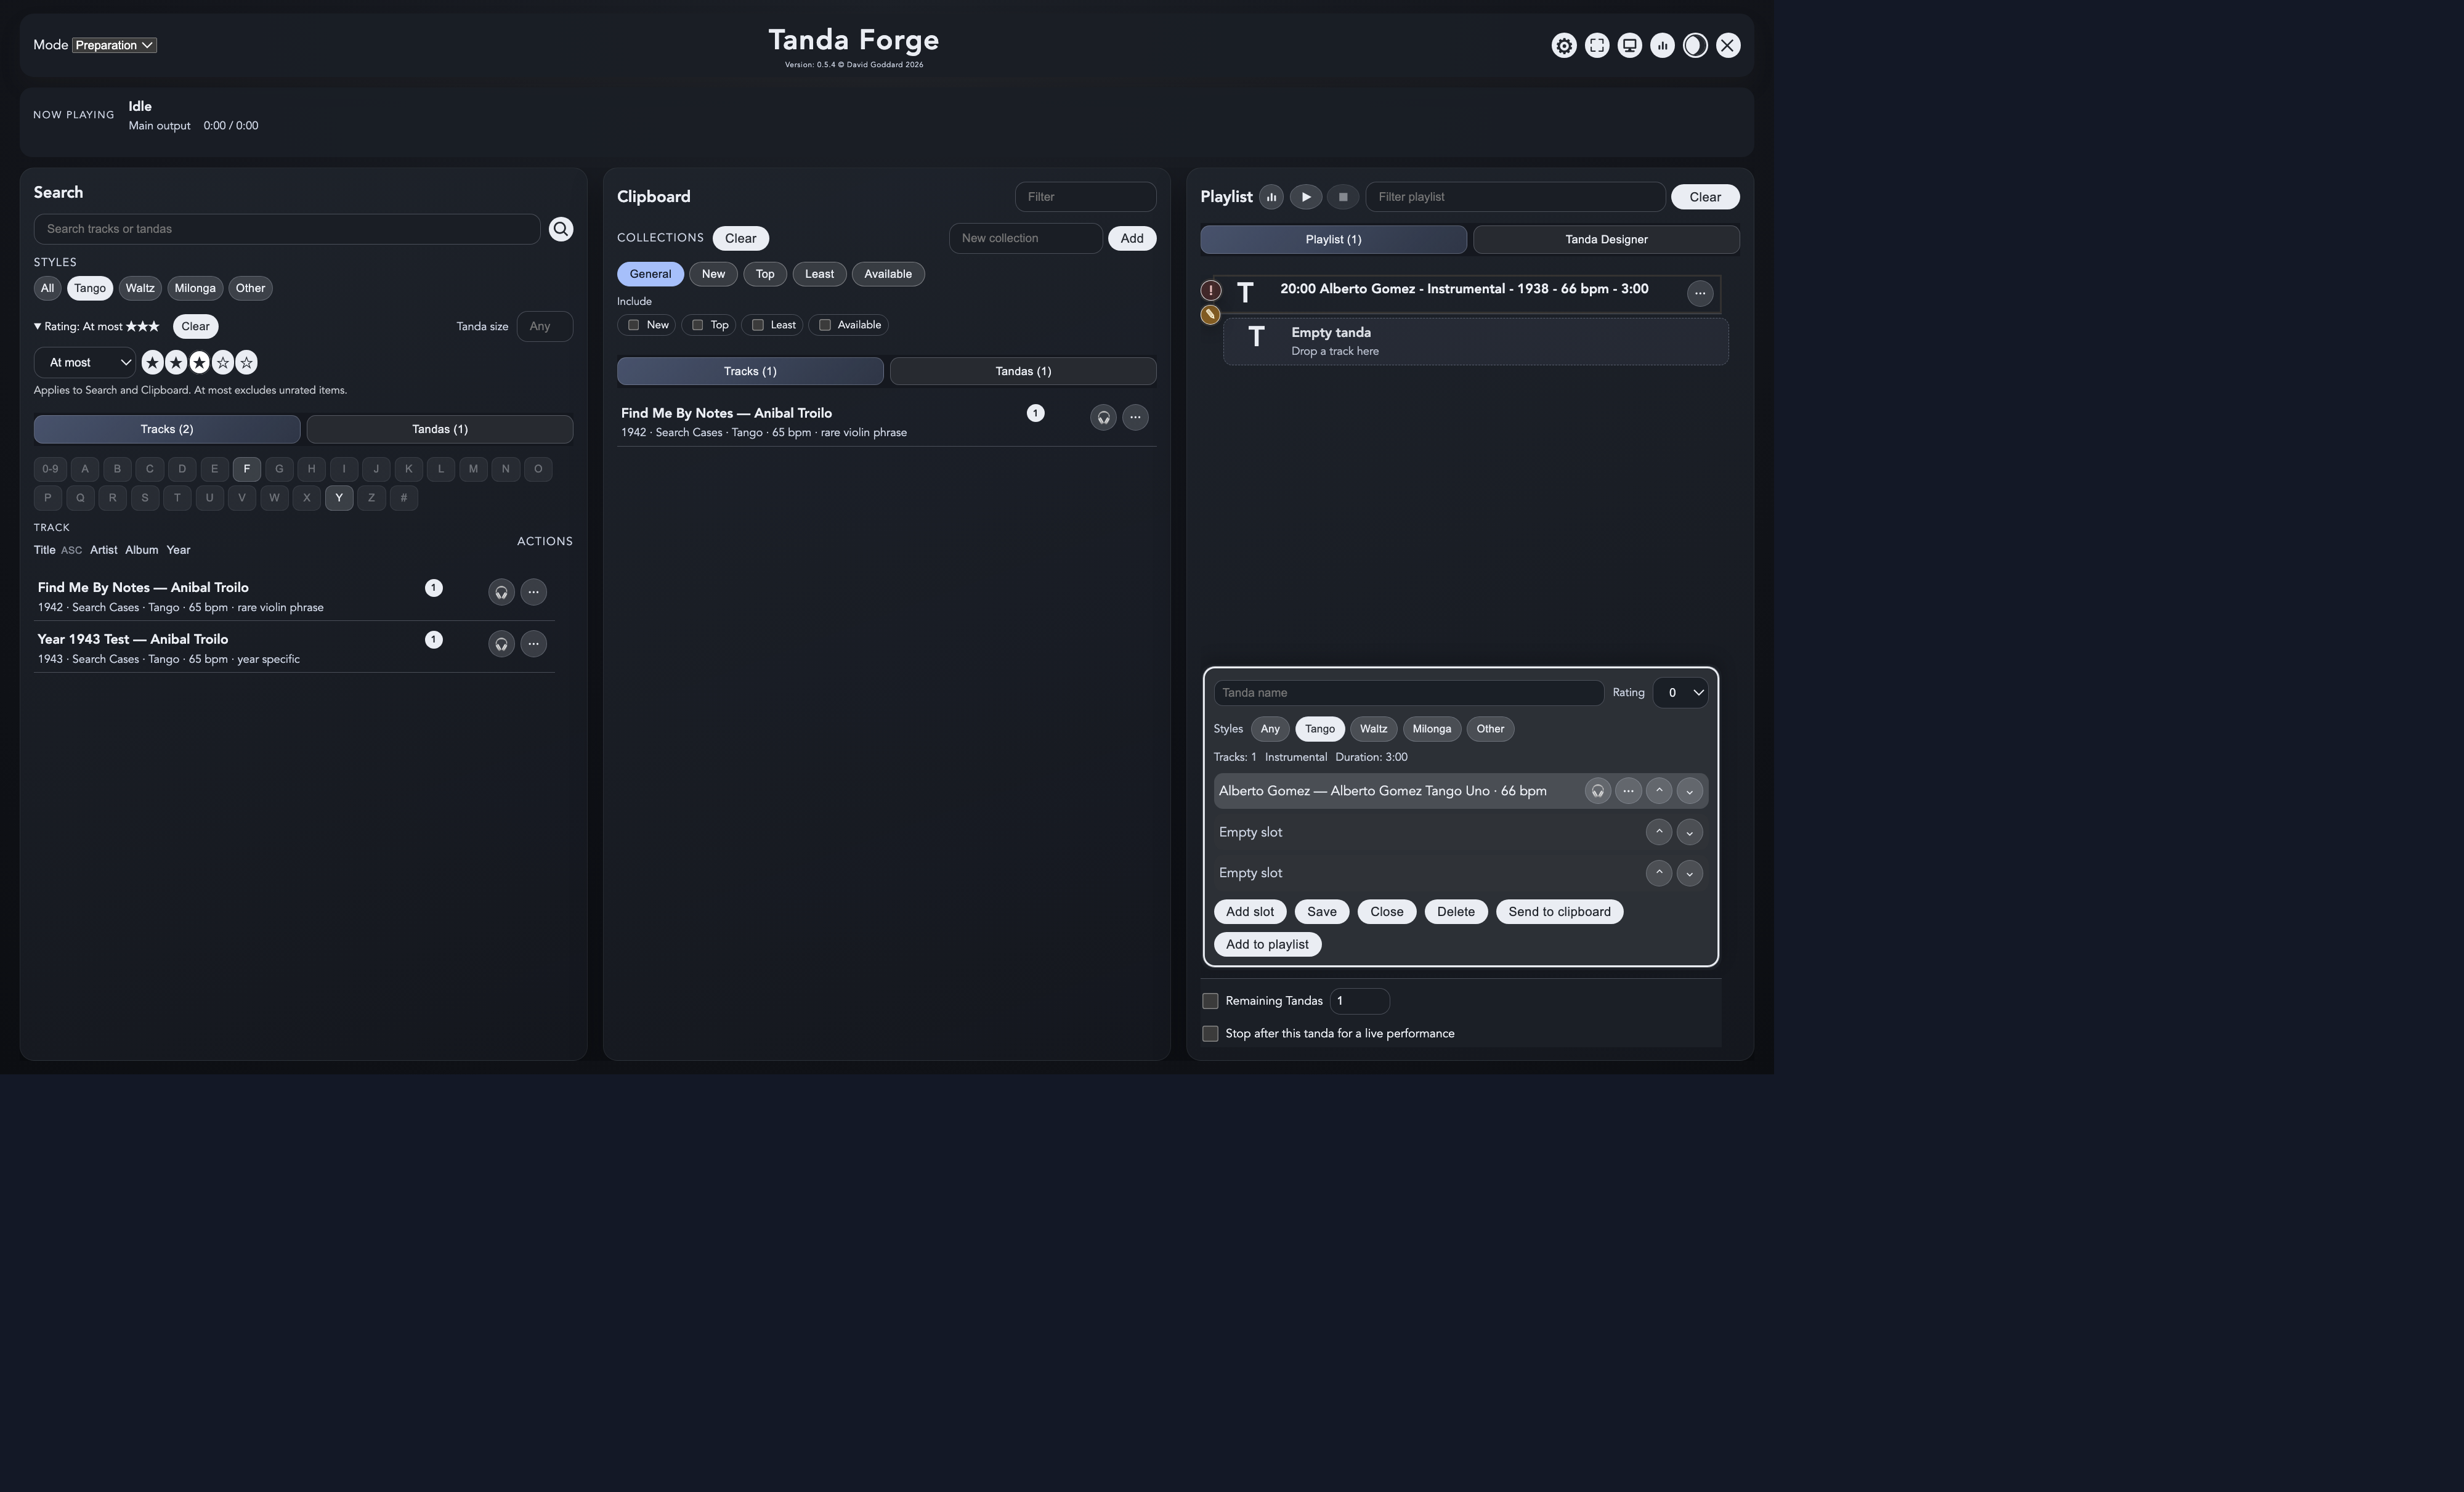 Mode Preparation
Tanda Forge
Version: 0.5.4 © David Goddard 2026
NOW PLAYING
Idle
Main output 0:00 / 0:00
Search
Search tracks or tandas
STYLES
All Tango Waltz Milonga Other
▼ Rating: At most ★★★ Clear Tanda size Any
At most ★ ★ ★ ☆ ☆
Applies to Search and Clipboard. At most excludes unrated items.
Tracks (2) Tandas (1)
0-9 A B C D E F G H I J K L M N O
P Q R S T U V W X Y Z #
TRACK
ACTIONS
Title ASC Artist Album Year
Find Me By Notes — Anibal Troilo 1
1942 · Search Cases · Tango · 65 bpm · rare violin phrase
Year 1943 Test — Anibal Troilo 1
1943 · Search Cases · Tango · 65 bpm · year specific
Clipboard Filter
COLLECTIONS Clear New collection Add
General New Top Least Available
Include
New Top Least Available
Tracks (1) Tandas (1)
Find Me By Notes — Anibal Troilo 1
1942 · Search Cases · Tango · 65 bpm · rare violin phrase
Playlist Filter playlist Clear
Playlist (1) Tanda Designer
! T 20:00 Alberto Gomez - Instrumental - 1938 - 66 bpm - 3:00
T Empty tanda
Drop a track here
Tanda name Rating 0
Styles Any Tango Waltz Milonga Other
Tracks: 1 Instrumental Duration: 3:00
Alberto Gomez — Alberto Gomez Tango Uno · 66 bpm
Empty slot
Empty slot
Add slot Save Close Delete Send to clipboard
Add to playlist
Remaining Tandas 1
Stop after this tanda for a live performance